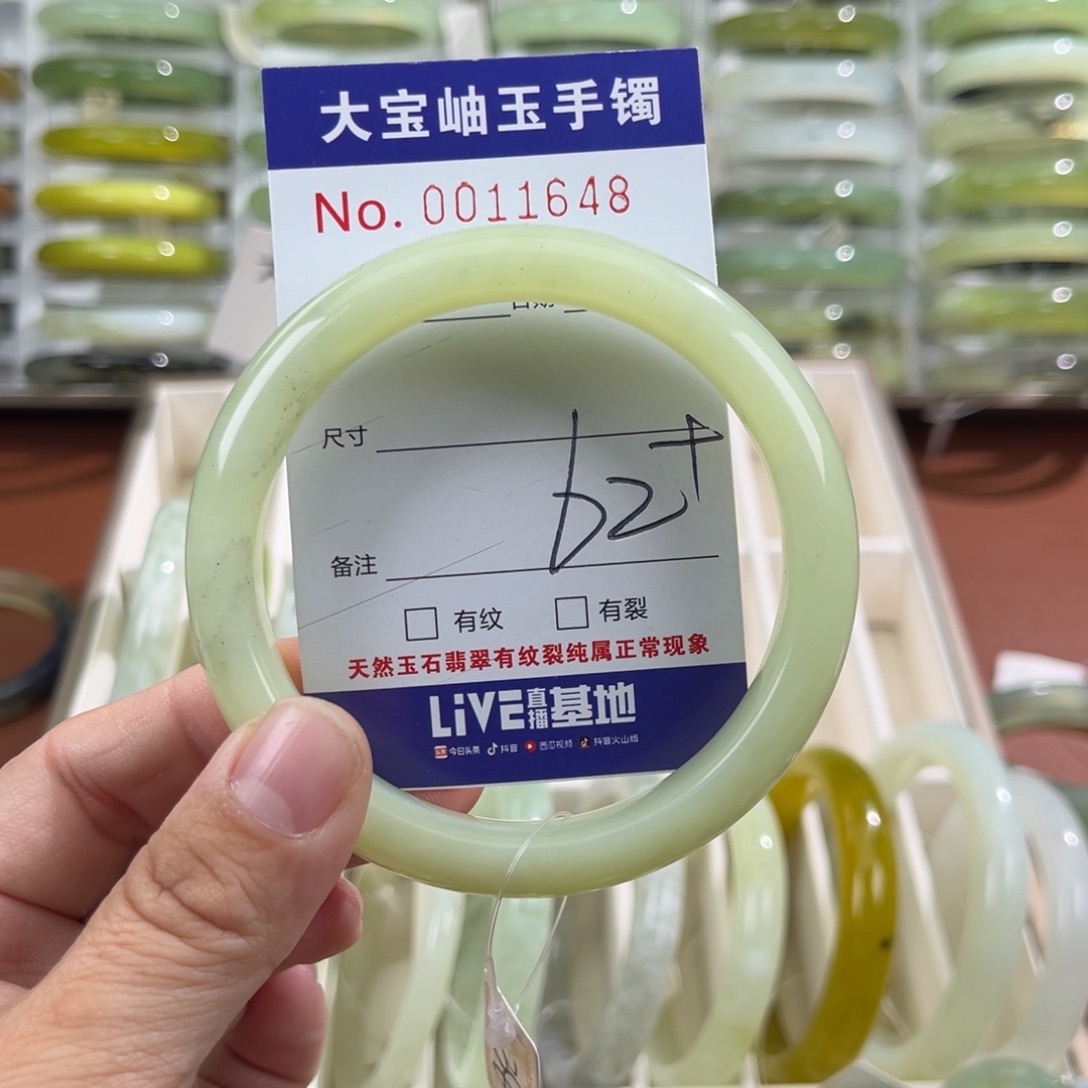 大宝岫玉手镯
No. 0011648
日期
尺寸
62
备注
□ 有纹 □ 有裂
天然玉石翡翠有纹裂纯属正常现象
LiVE直播基地
今日头条 抖音 西瓜视频 抖音火山版